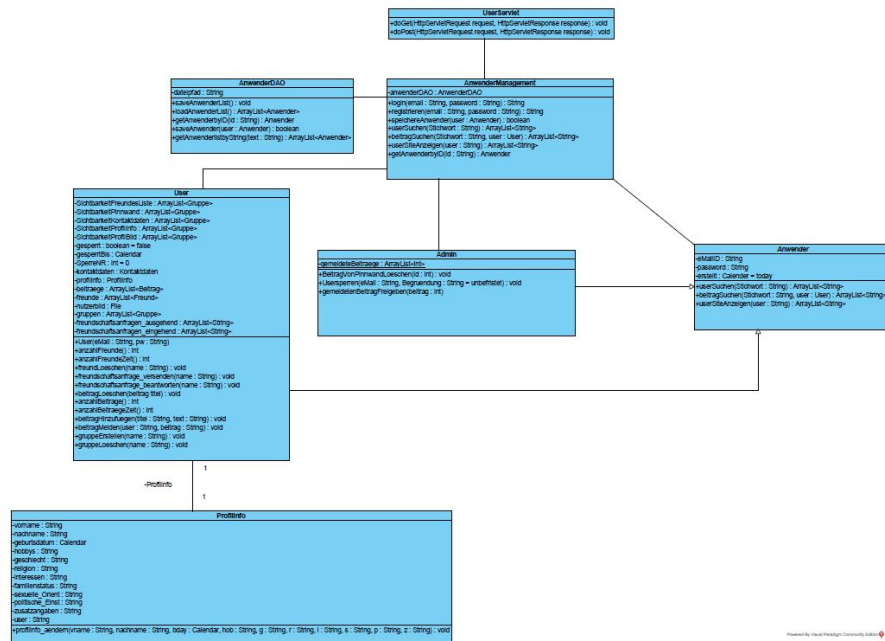 UserServlet
+doGet(HttpServletRequest request, HttpServletResponse response) : void
+doPost(HttpServletRequest request, HttpServletResponse response) : void
AnwenderDAO
-dateipfad : String
+saveAnwenderList() : void
+loadAnwenderList() : ArrayList<Anwender>
+getAnwenderbyID(id : String) : Anwender
+saveAnwender(user : Anwender) : boolean
+getAnwenderlistbyString(text : String) : ArrayList<Anwender>
AnwenderManagement
-anwenderDAO : AnwenderDAO
+login(email : String, password : String) : String
+registrieren(email : String, password : String) : String
+speichereAnwender(user : Anwender) : boolean
+userSuchen(Stichwort : String) : ArrayList<String>
+beitragSuchen(Stichwort : String, user : User) : ArrayList<String>
+userSiteAnzeigen(user : String) : ArrayList<String>
+getAnwenderbyID(id : String) : Anwender
User
-SichtbarkeitFreundesListe : ArrayList<Gruppe>
-SichtbarkeitPinnwand : ArrayList<Gruppe>
-SichtbarkeitKontaktdaten : ArrayList<Gruppe>
-SichtbarkeitProfilInfo : ArrayList<Gruppe>
-SichtbarkeitProfilBild : ArrayList<Gruppe>
-gesperrt : boolean = false
-gesperrtBis : Calendar
-SperreNR : int = 0
-kontaktdaten : Kontaktdaten
-profilinfo : ProfilInfo
-beitraege : ArrayList<Beitrag>
-freunde : ArrayList<Freund>
-nutzerbild : File
-gruppen : ArrayList<Gruppe>
-freundschaftsanfragen_ausgehend : ArrayList<String>
-freundschaftsanfragen_eingehend : ArrayList<String>
+User(eMail : String, pw : String)
+anzahlFreunde() : int
+anzahlFreundeZeit() : int
+freundLoeschen(name : String) : void
+freundschaftsanfrage_versenden(name : String) : void
+freundschaftsanfrage_beantworten(name : String) : void
+beitragLoeschen(beitrag titel) : void
+anzahlBeitrage() : int
+anzahlBeitraegeZeit() : int
+beitragHinzufuegen(titel : String, text : String) : void
+beitragMelden(user : String, beitrag : String) : void
+gruppeErstellen(name : String) : void
+gruppeLoeschen(name : String) : void
Admin
-gemeldeteBeitraege : ArrayList<int>
+BeitragVonPinnwandLoeschen(id : int) : void
+Usersperren(eMail : String, Begruendung : String = unbefristet) : void
+gemeldetenBeitragFreigeben(beitrag : int)
Anwender
-eMailID : String
-password : String
-erstellt : Calender = today
+userSuchen(Stichwort : String) : ArrayList<String>
+beitragSuchen(Stichwort : String, user : User) : ArrayList<String>
+userSiteAnzeigen(user : String) : ArrayList<String>
1
-ProfilInfo
1
ProfilInfo
-vorname : String
-nachname : String
-geburtsdatum : Calendar
-hobbys : String
-geschlecht : String
-religion : String
-interessen : String
-familienstatus : String
-sexuelle_Orient : String
-politische_Einst : String
-zusatzangaben : String
-user : String
+profilinfo_aendern(vname : String, nachname : String, bday : Calendar, hob : String, g : String, r : String, i : String, s : String, p : String, z : String) : void
Powered By Visual Paradigm Community Edition